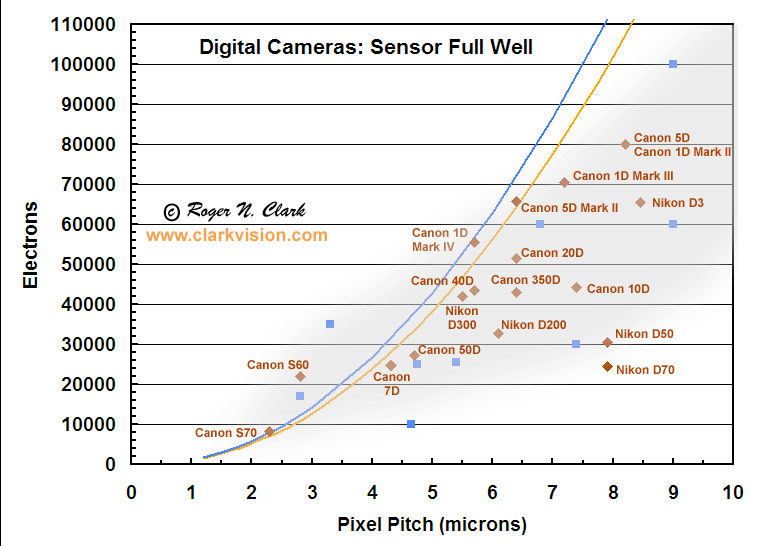 Digital Cameras: Sensor Full Well
110000
100000
90000
80000
70000
60000
50000
40000
30000
20000
10000
0
Electrons
© Roger N. Clark
www.clarkvision.com
Canon 5D
Canon 1D Mark II
Canon 1D Mark III
Canon 5D Mark II
Nikon D3
Canon 1D
Mark IV
Canon 20D
Canon 40D
Canon 350D
Canon 10D
Nikon
D300
Nikon D200
Nikon D50
Canon 50D
Canon S60
Canon
7D
Nikon D70
Canon S70
0 1 2 3 4 5 6 7 8 9 10
Pixel Pitch (microns)